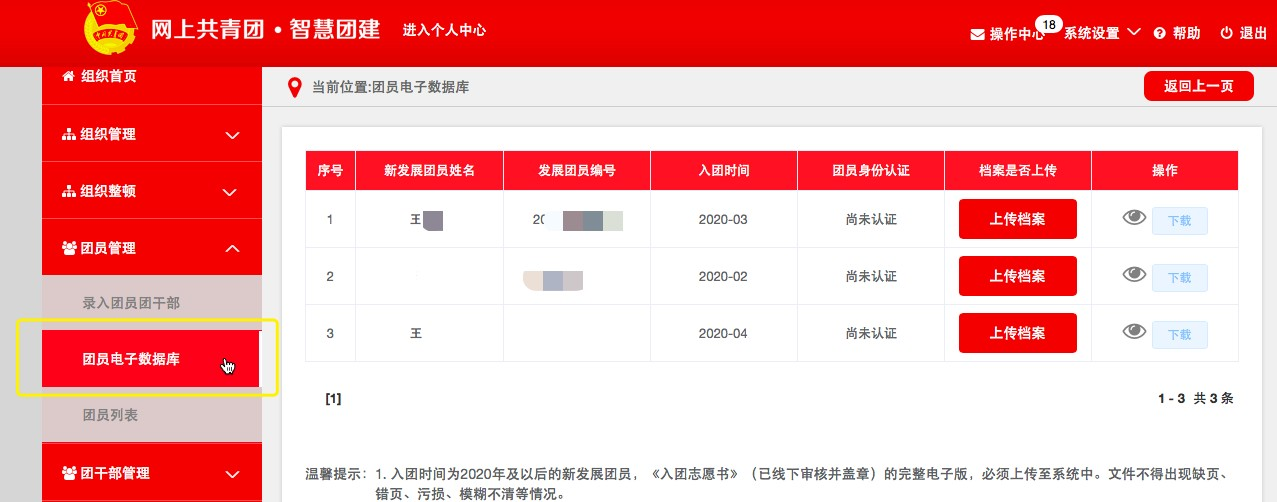 网上共青团·智慧团建 进入个人中心 操作中心 18 系统设置 帮助 退出
组织首页
当前位置:团员电子数据库 返回上一页
组织管理
组织整顿
团员管理
录入团员团干部
团员电子数据库
团员列表
团干部管理
序号 新发展团员姓名 发展团员编号 入团时间 团员身份认证 档案是否上传 操作
1 王 20 2020-03 尚未认证 上传档案 下载
2 2020-02 尚未认证 上传档案 下载
3 王 2020-04 尚未认证 上传档案 下载
[1] 1 - 3 共 3 条
温馨提示：1. 入团时间为2020年及以后的新发展团员，《入团志愿书》（已线下审核并盖章）的完整电子版，必须上传至系统中。文件不得出现缺页、
错页、污损、模糊不清等情况。